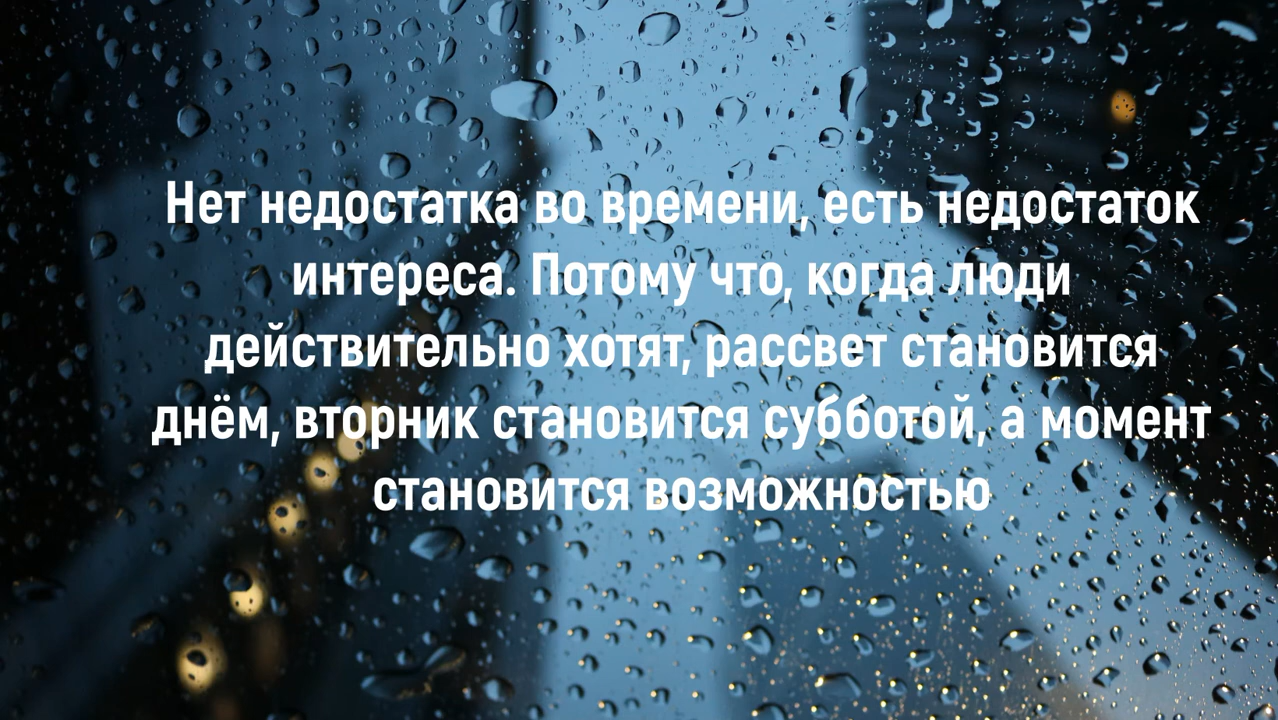 Нет недостатка во времени, есть недостаток
интереса. Потому что, когда люди
действительно хотят, рассвет становится
днём, вторник становится субботой, а момент
становится возможностью